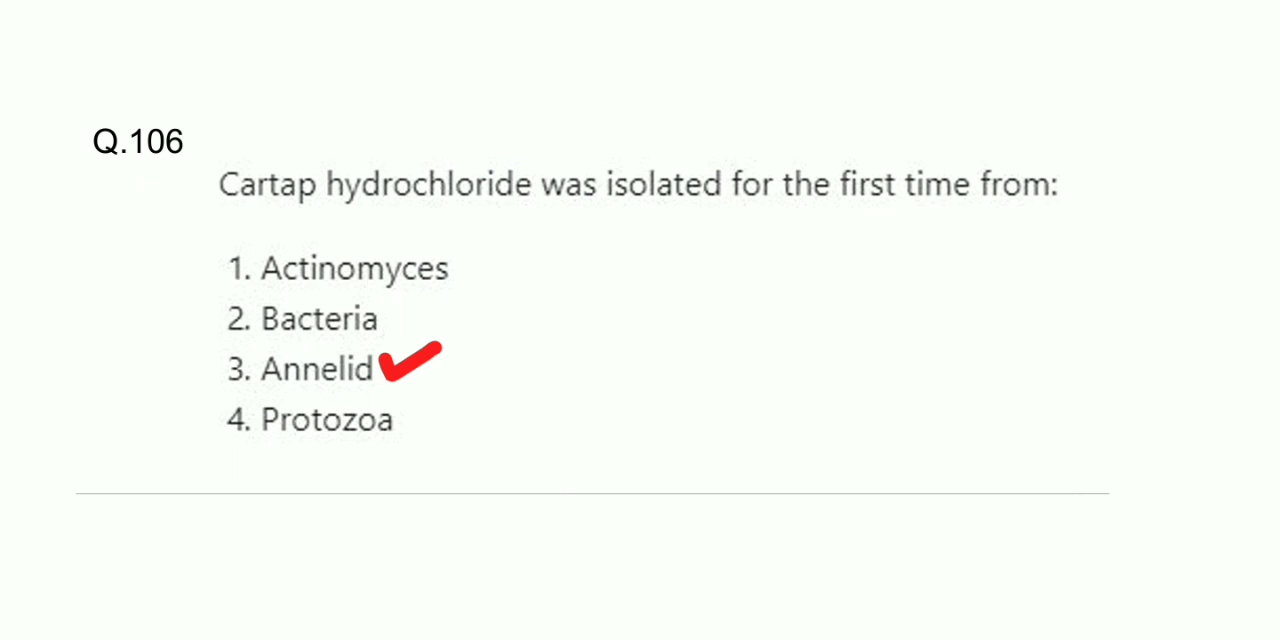 Q.106
Cartap hydrochloride was isolated for the first time from:
1. Actinomyces
2. Bacteria
3. Annelid
4. Protozoa